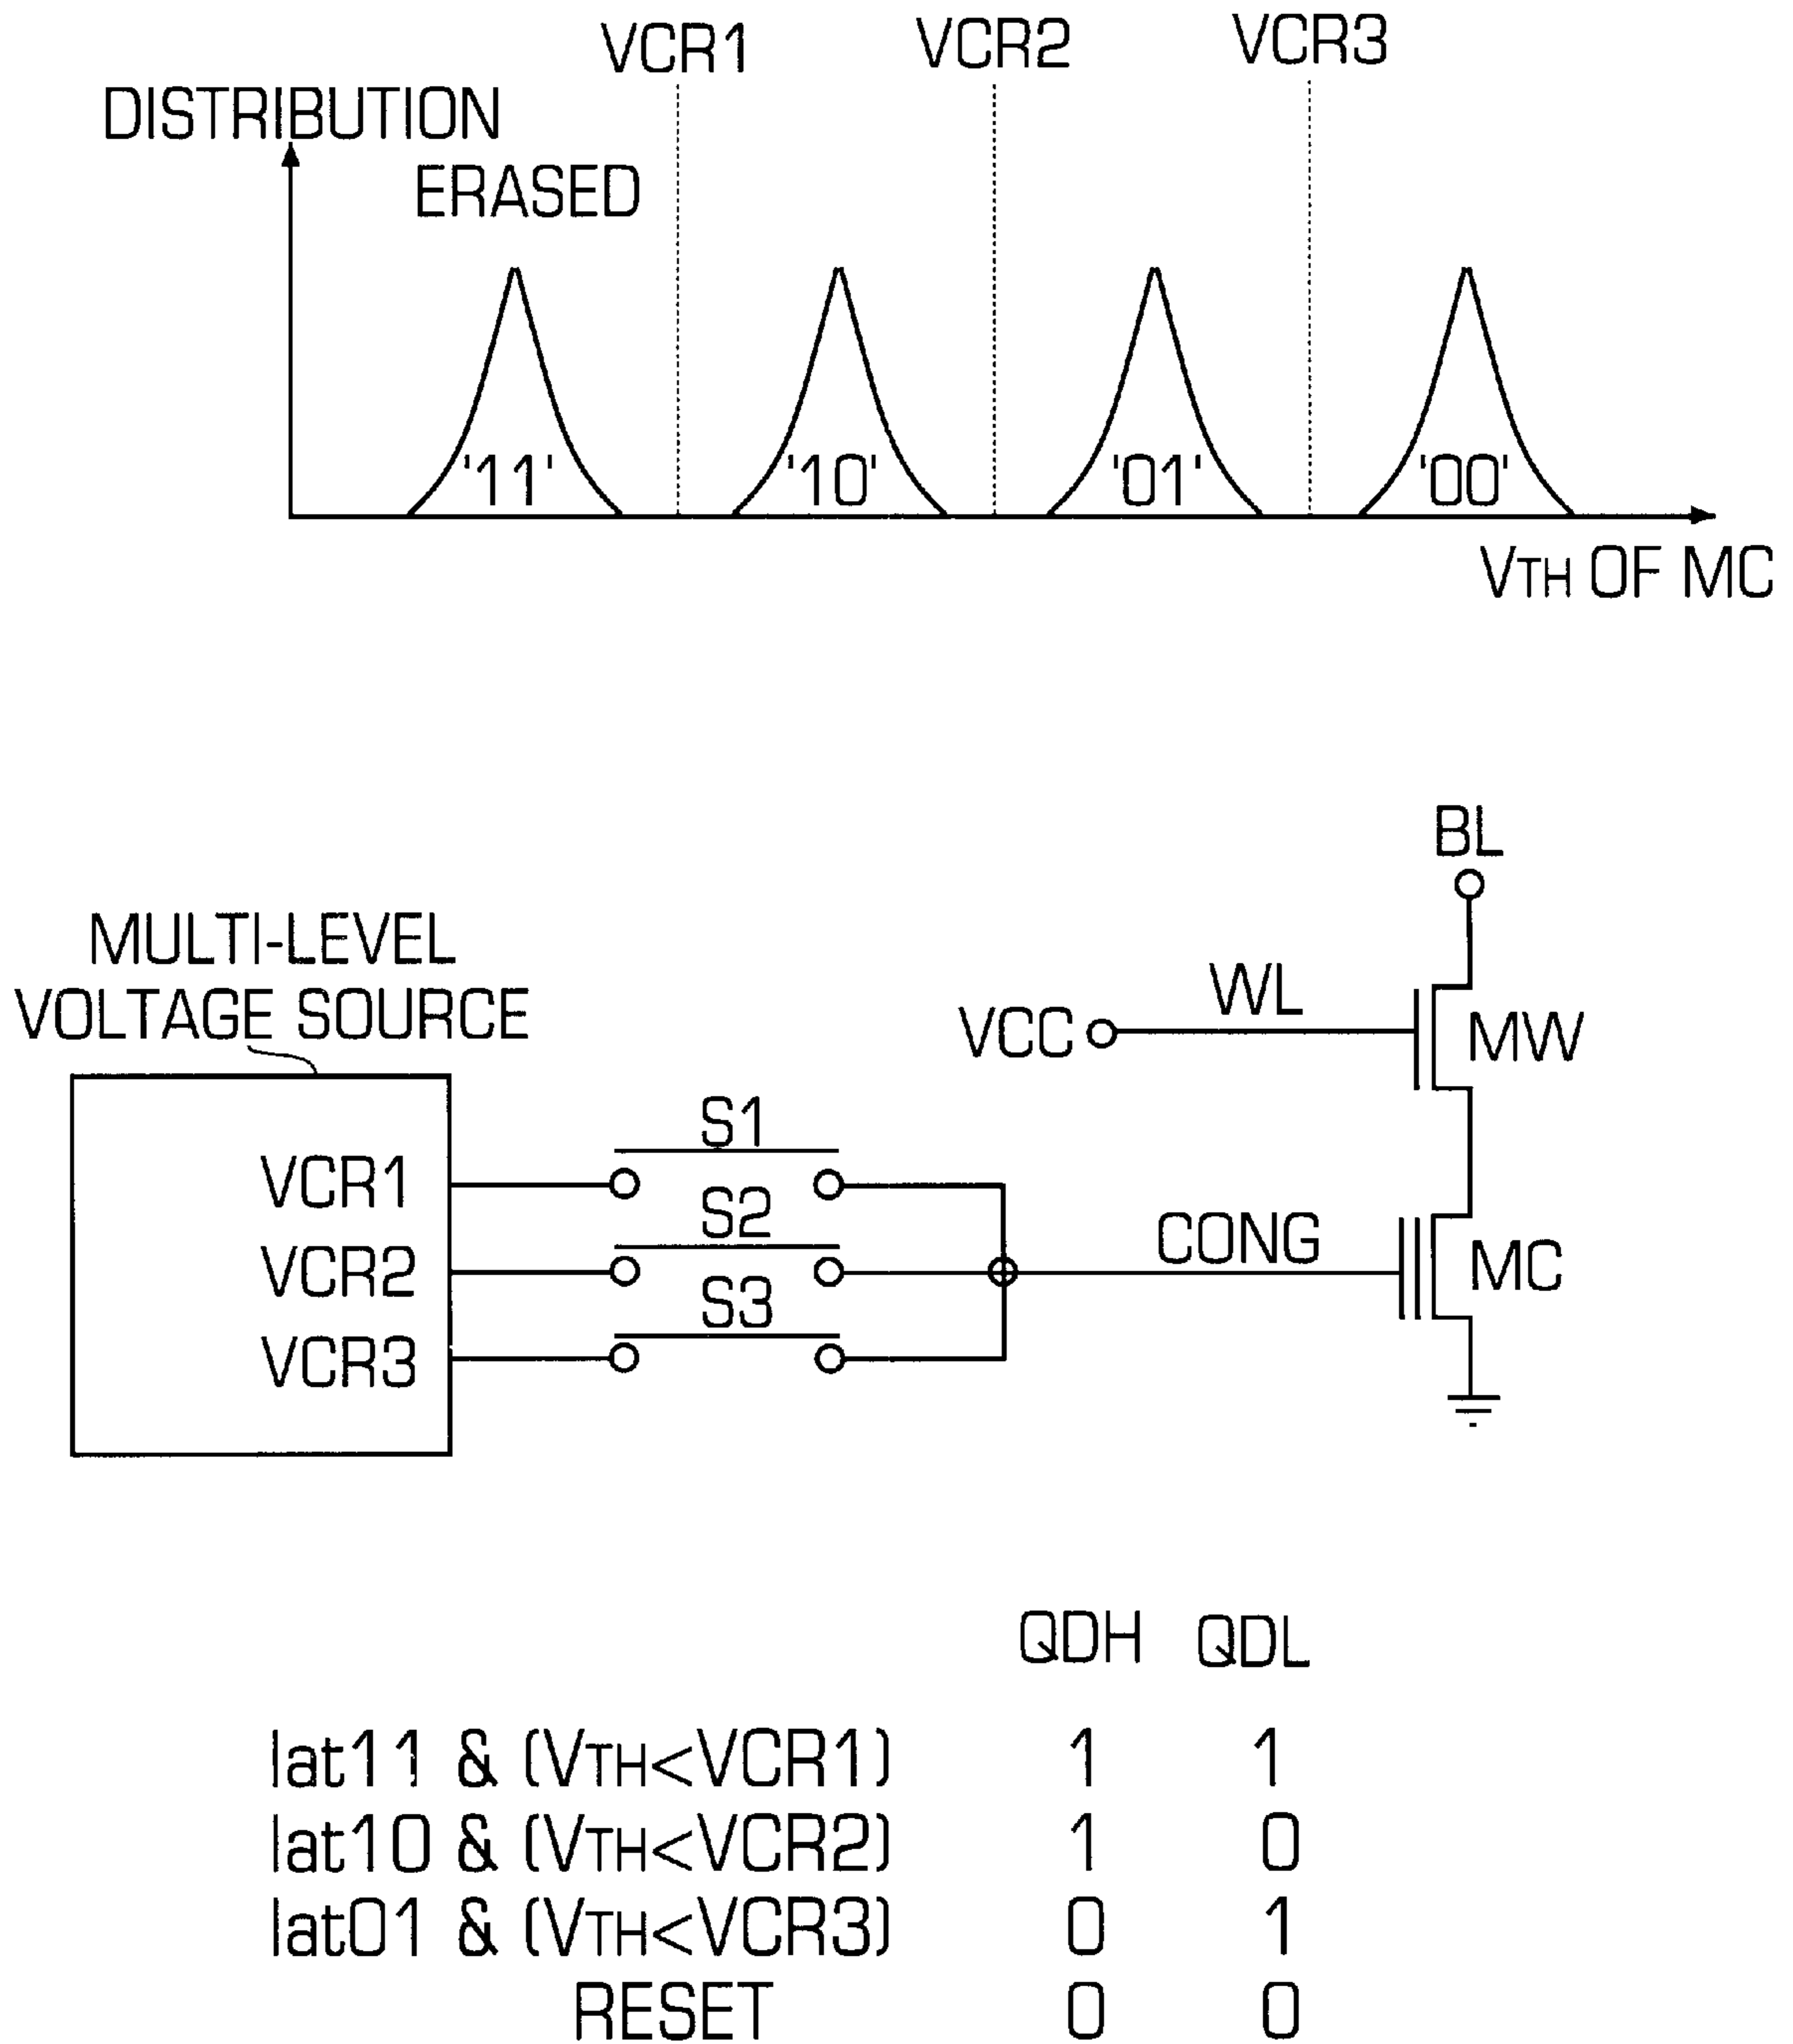 VCR1 VCR2 VCR3
DISTRIBUTION
ERASED
'11' '10' '01' '00'
VTH OF MC
BL
MULTI-LEVEL
VOLTAGE SOURCE
WL
VCC
MW
S1
VCR1
S2
CONG
VCR2
MC
S3
VCR3
QDH QDL
lat11 & (VTH<VCR1) 1 1
lat10 & (VTH<VCR2) 1 0
lat01 & (VTH<VCR3) 0 1
RESET 0 0